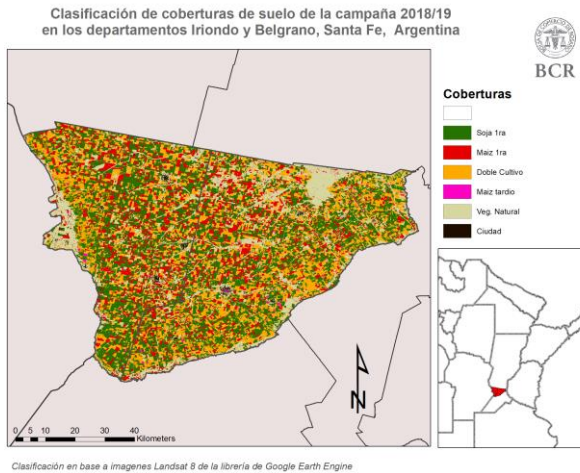 Clasificación de coberturas de suelo de la campaña 2018/19
en los departamentos Iriondo y Belgrano, Santa Fe, Argentina
BCR
Coberturas
Soja 1ra
Maiz 1ra
Doble Cultivo
Maiz tardio
Veg. Natural
Ciudad
N
0 5 10 20 30 40
Kilometers
Clasificación en base a imagenes Landsat 8 de la librería de Google Earth Engine